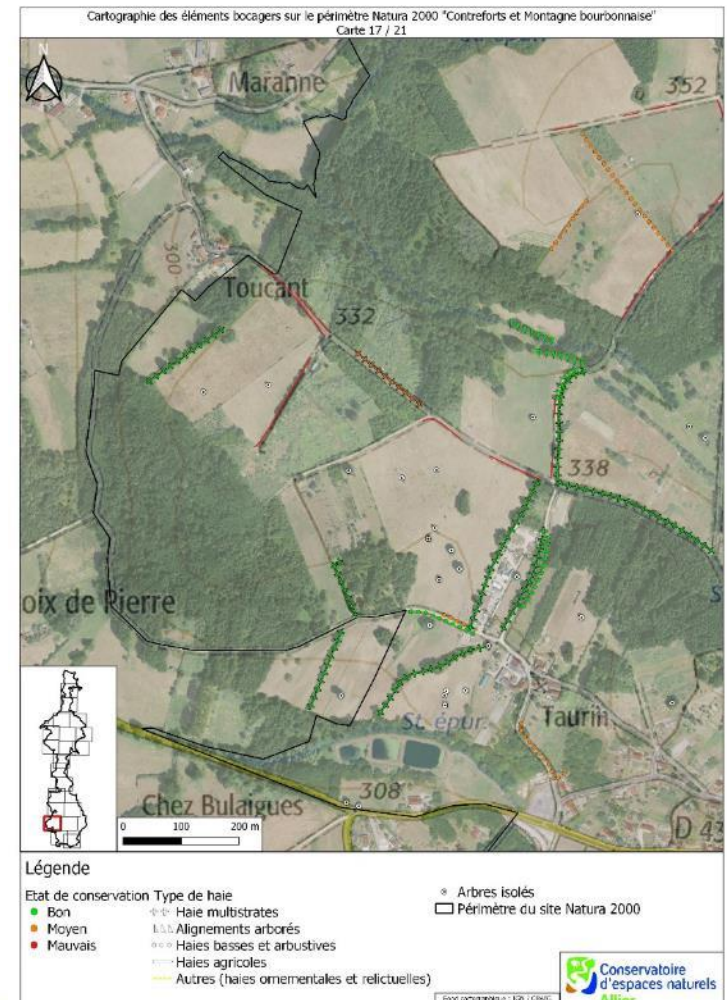 Cartographie des éléments bocagers sur le périmètre Natura 2000 "Contreforts et Montagne bourbonnaise"
Carte 17 / 21
N
Maranne
352
300
Toucant
332
338
oix de Pierre
St. épur.
Taurin
308
Chez Bulaigues
0 100 200 m
Légende
Etat de conservation
Bon
Moyen
Mauvais
Type de haie
Haie multistrates
Alignements arborés
Haies basses et arbustives
Haies agricoles
Autres (haies ornementales et relictuelles)
Arbres isolés
Périmètre du site Natura 2000
Conservatoire
d'espaces naturels
Allier